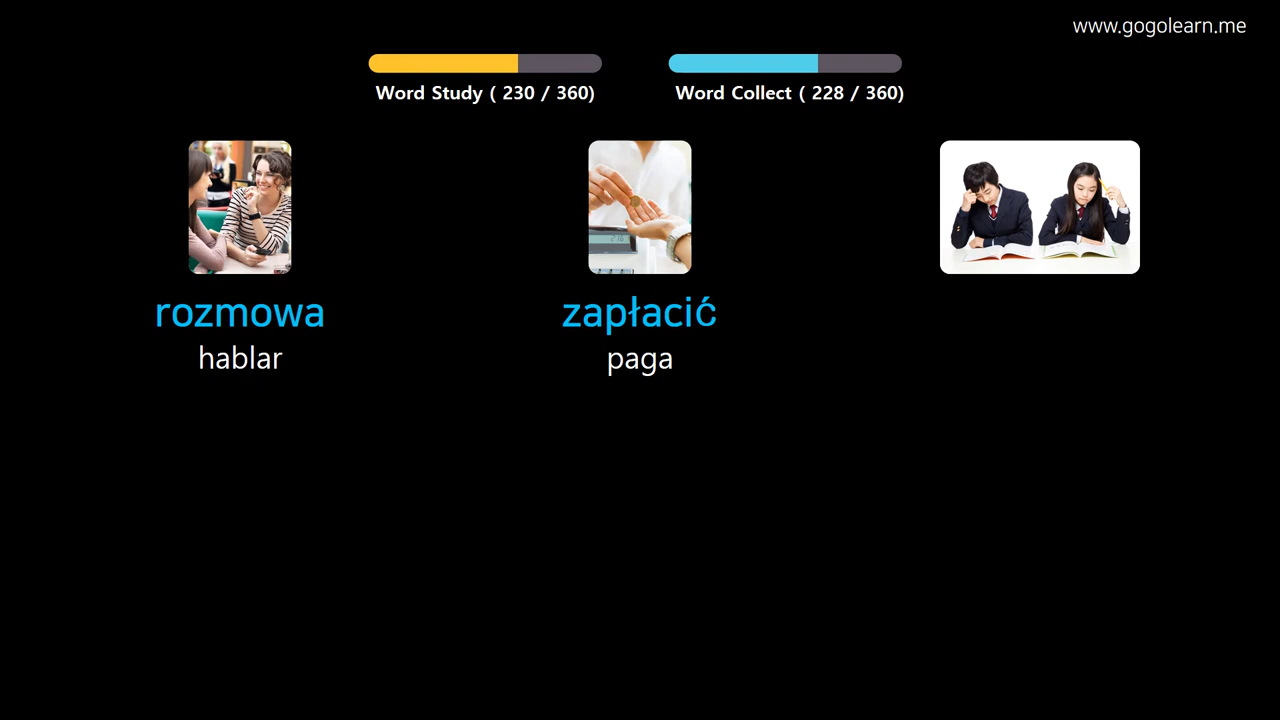 www.gogolearn.me
Word Study ( 230 / 360)
Word Collect ( 228 / 360)
rozmowa
hablar
zapłacić
paga